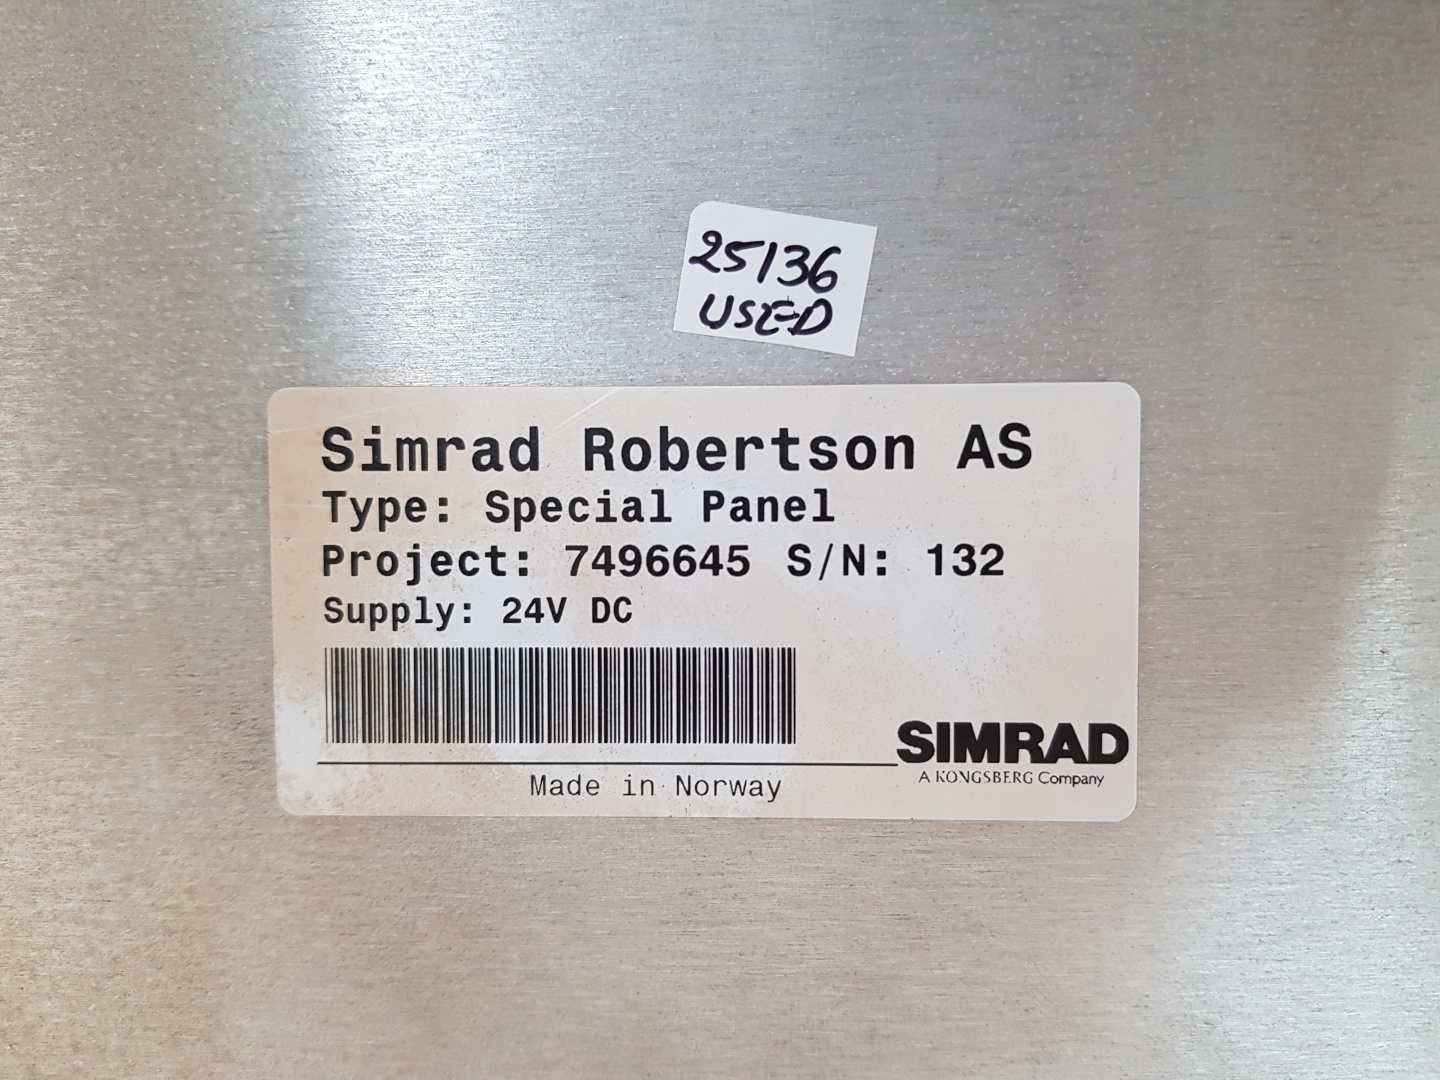 25136
USED
Simrad Robertson AS
Type: Special Panel
Project: 7496645 S/N: 132
Supply: 24V DC
SIMRAD
A KONGSBERG Company
Made in Norway